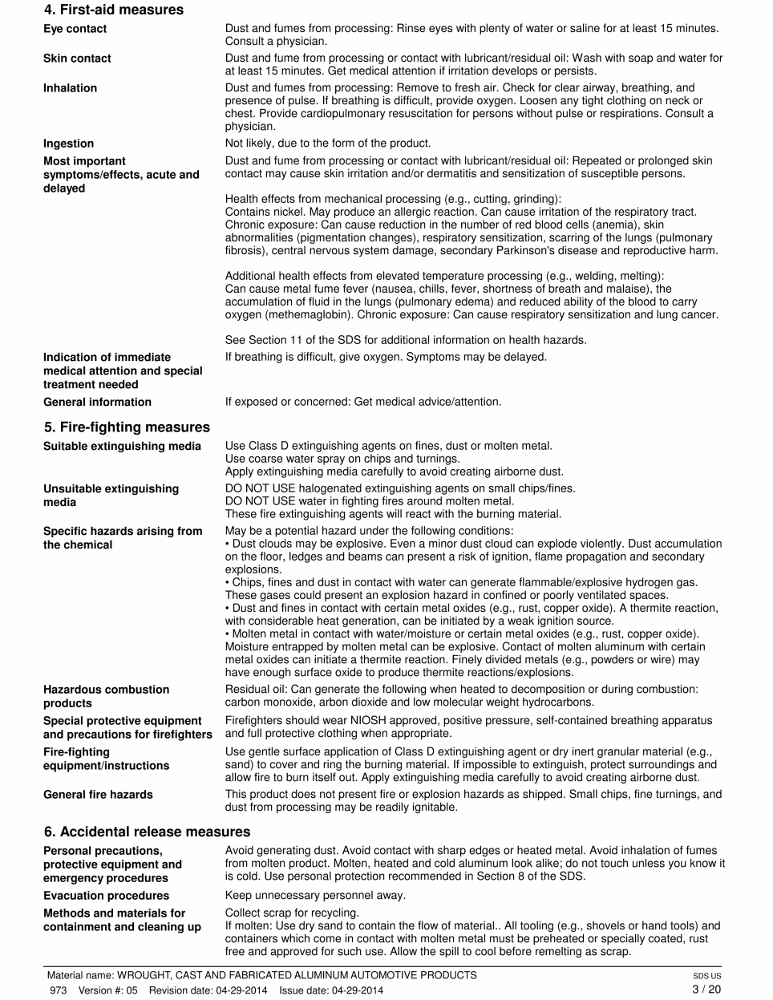 4. First-aid measures
Eye contact
Dust and fumes from processing: Rinse eyes with plenty of water or saline for at least 15 minutes.
Consult a physician.
Skin contact
Dust and fume from processing or contact with lubricant/residual oil: Wash with soap and water for
at least 15 minutes. Get medical attention if irritation develops or persists.
Inhalation
Dust and fumes from processing: Remove to fresh air. Check for clear airway, breathing, and
presence of pulse. If breathing is difficult, provide oxygen. Loosen any tight clothing on neck or
chest. Provide cardiopulmonary resuscitation for persons without pulse or respirations. Consult a
physician.
Ingestion
Not likely, due to the form of the product.
Most important
symptoms/effects, acute and
delayed
Dust and fume from processing or contact with lubricant/residual oil: Repeated or prolonged skin
contact may cause skin irritation and/or dermatitis and sensitization of susceptible persons.
Health effects from mechanical processing (e.g., cutting, grinding):
Contains nickel. May produce an allergic reaction. Can cause irritation of the respiratory tract.
Chronic exposure: Can cause reduction in the number of red blood cells (anemia), skin
abnormalities (pigmentation changes), respiratory sensitization, scarring of the lungs (pulmonary
fibrosis), central nervous system damage, secondary Parkinson's disease and reproductive harm.
Additional health effects from elevated temperature processing (e.g., welding, melting):
Can cause metal fume fever (nausea, chills, fever, shortness of breath and malaise), the
accumulation of fluid in the lungs (pulmonary edema) and reduced ability of the blood to carry
oxygen (methemaglobin). Chronic exposure: Can cause respiratory sensitization and lung cancer.
See Section 11 of the SDS for additional information on health hazards.
Indication of immediate
medical attention and special
treatment needed
If breathing is difficult, give oxygen. Symptoms may be delayed.
General information
If exposed or concerned: Get medical advice/attention.
5. Fire-fighting measures
Suitable extinguishing media
Use Class D extinguishing agents on fines, dust or molten metal.
Use coarse water spray on chips and turnings.
Apply extinguishing media carefully to avoid creating airborne dust.
Unsuitable extinguishing
media
DO NOT USE halogenated extinguishing agents on small chips/fines.
DO NOT USE water in fighting fires around molten metal.
These fire extinguishing agents will react with the burning material.
Specific hazards arising from
the chemical
May be a potential hazard under the following conditions:
• Dust clouds may be explosive. Even a minor dust cloud can explode violently. Dust accumulation
on the floor, ledges and beams can present a risk of ignition, flame propagation and secondary
explosions.
• Chips, fines and dust in contact with water can generate flammable/explosive hydrogen gas.
These gases could present an explosion hazard in confined or poorly ventilated spaces.
• Dust and fines in contact with certain metal oxides (e.g., rust, copper oxide). A thermite reaction,
with considerable heat generation, can be initiated by a weak ignition source.
• Molten metal in contact with water/moisture or certain metal oxides (e.g., rust, copper oxide).
Moisture entrapped by molten metal can be explosive. Contact of molten aluminum with certain
metal oxides can initiate a thermite reaction. Finely divided metals (e.g., powders or wire) may
have enough surface oxide to produce thermite reactions/explosions.
Hazardous combustion
products
Residual oil: Can generate the following when heated to decomposition or during combustion:
carbon monoxide, arbon dioxide and low molecular weight hydrocarbons.
Special protective equipment
and precautions for firefighters
Firefighters should wear NIOSH approved, positive pressure, self-contained breathing apparatus
and full protective clothing when appropriate.
Fire-fighting
equipment/instructions
Use gentle surface application of Class D extinguishing agent or dry inert granular material (e.g.,
sand) to cover and ring the burning material. If impossible to extinguish, protect surroundings and
allow fire to burn itself out. Apply extinguishing media carefully to avoid creating airborne dust.
General fire hazards
This product does not present fire or explosion hazards as shipped. Small chips, fine turnings, and
dust from processing may be readily ignitable.
6. Accidental release measures
Personal precautions,
protective equipment and
emergency procedures
Avoid generating dust. Avoid contact with sharp edges or heated metal. Avoid inhalation of fumes
from molten product. Molten, heated and cold aluminum look alike; do not touch unless you know it
is cold. Use personal protection recommended in Section 8 of the SDS.
Evacuation procedures
Keep unnecessary personnel away.
Methods and materials for
containment and cleaning up
Collect scrap for recycling.
If molten: Use dry sand to contain the flow of material.. All tooling (e.g., shovels or hand tools) and
containers which come in contact with molten metal must be preheated or specially coated, rust
free and approved for such use. Allow the spill to cool before remelting as scrap.
Material name: WROUGHT, CAST AND FABRICATED ALUMINUM AUTOMOTIVE PRODUCTS
SDS US
973 Version #: 05 Revision date: 04-29-2014 Issue date: 04-29-2014
3 / 20